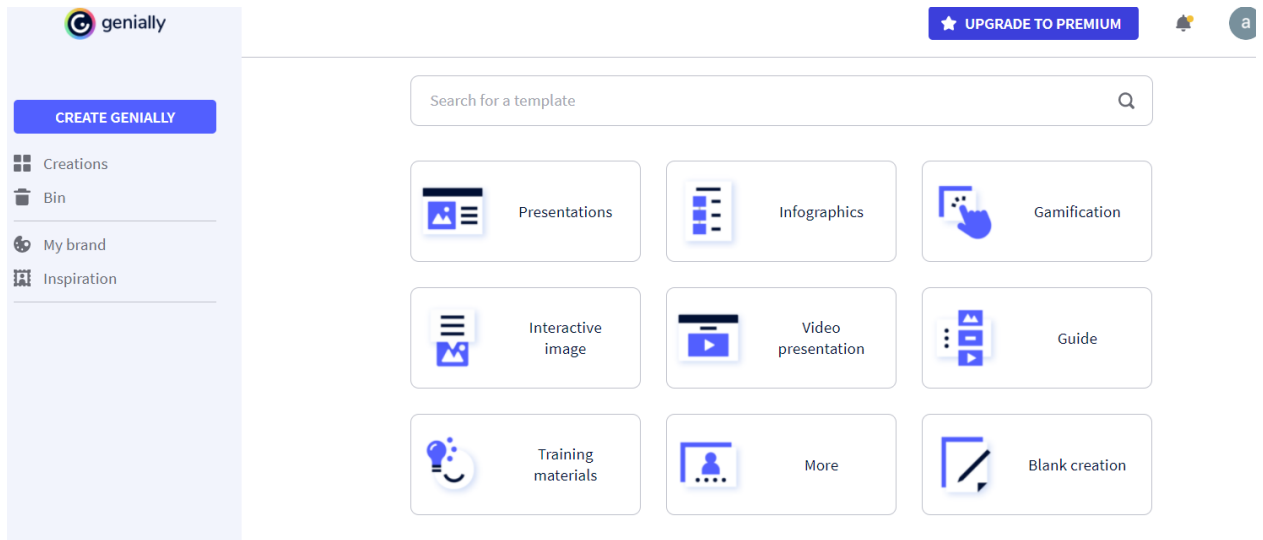 genially
UPGRADE TO PREMIUM
a
Search for a template
CREATE GENIALLY
Creations
Bin
My brand
Inspiration
Presentations
Infographics
Gamification
Interactive
image
Video
presentation
Guide
Training
materials
More
Blank creation